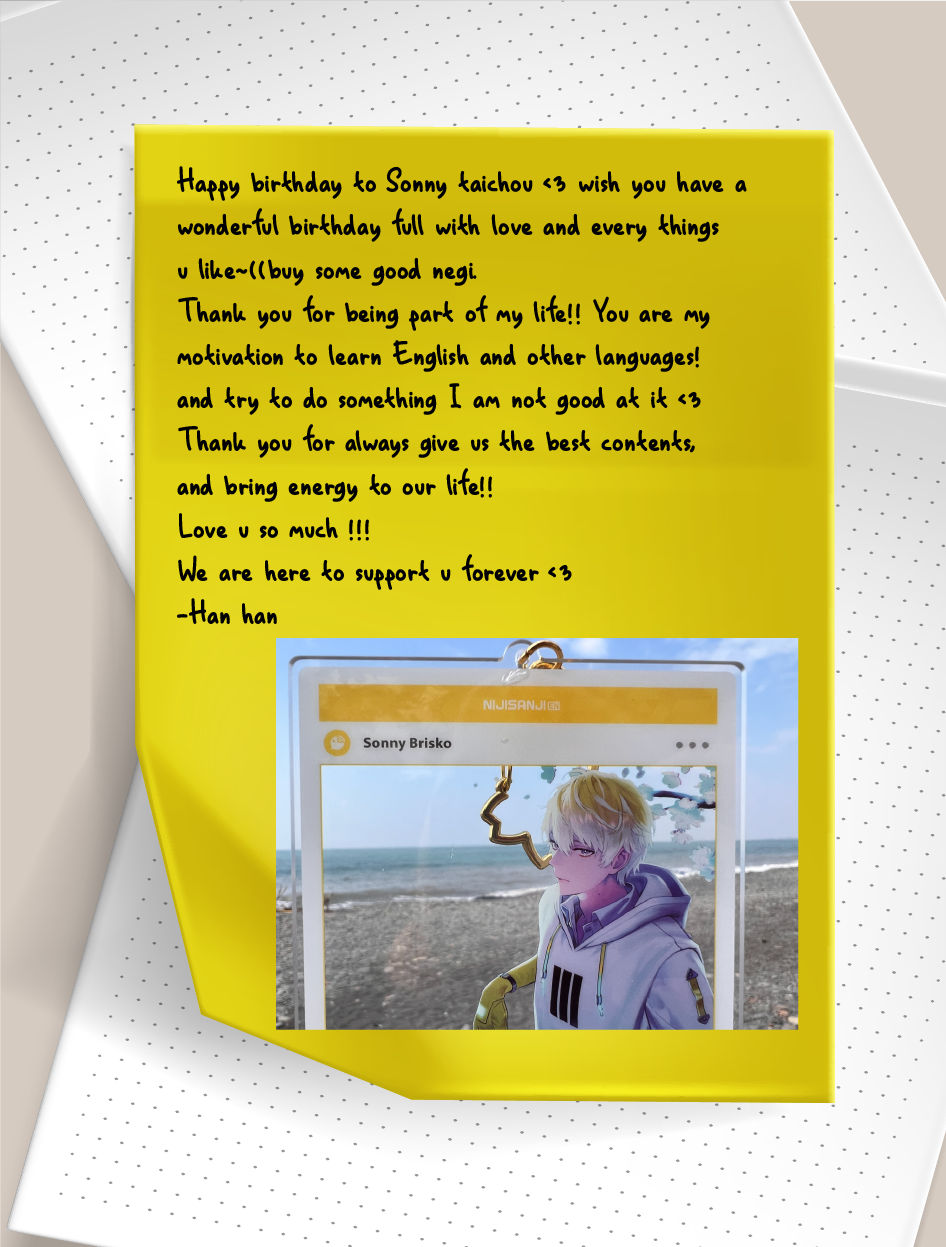 Happy birthday to Sonny taichou <3 wish you have a
wonderful birthday full with love and every things
u like~((buy some good negi.
Thank you for being part of my life!! You are my
motivation to learn English and other languages!
and try to do something I am not good at it <3
Thank you for always give us the best contents,
and bring energy to our life!!
Love u so much !!!
We are here to support u forever <3
-Han han
NIJISANJI EN
Sonny Brisko